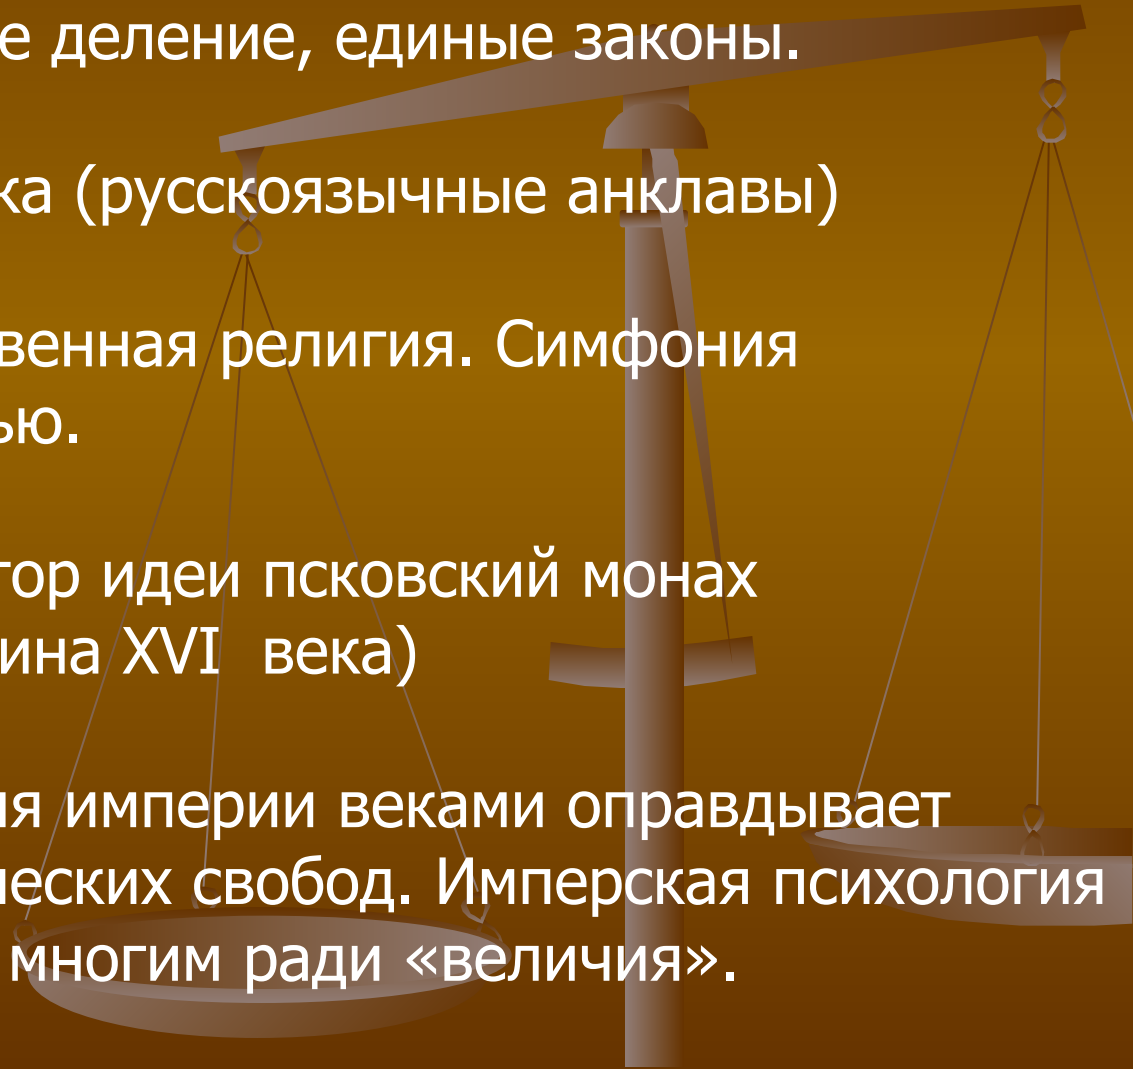 е деление, единые законы.
ка (русскоязычные анклавы)
венная религия. Симфония
ью.
тор идеи псковский монах
ина XVI века)
ия империи веками оправдывает
ческих свобод. Имперская психология
многим ради «величия».